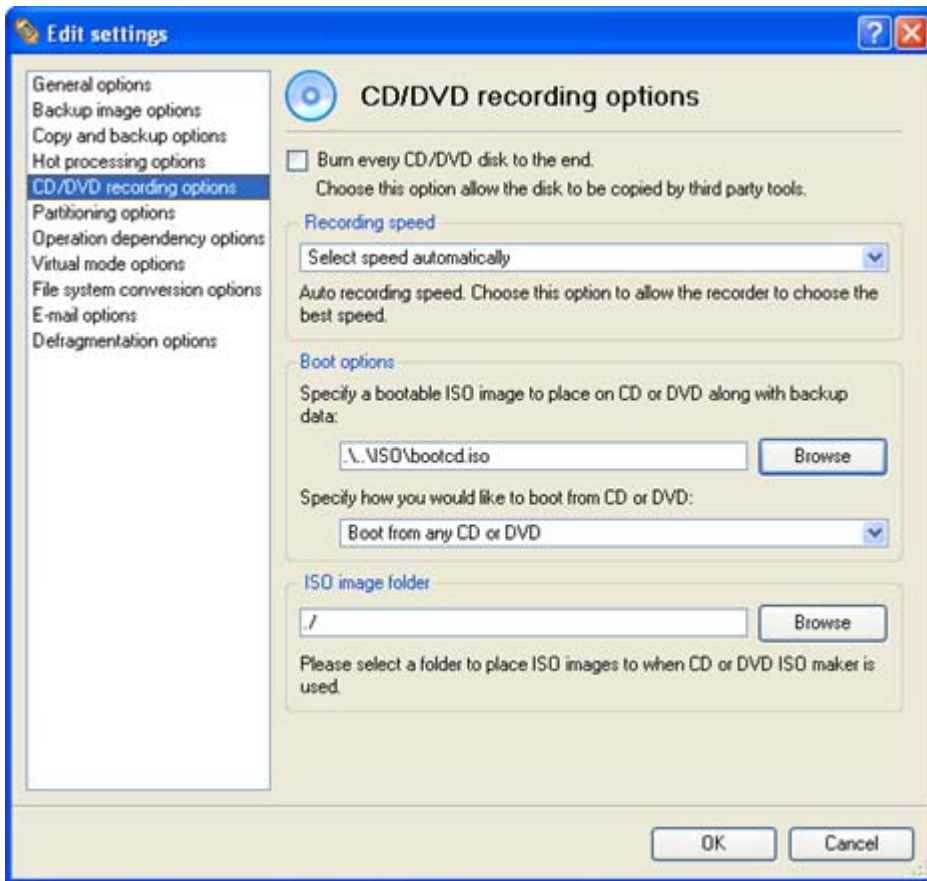 Edit settings
General options
Backup image options
Copy and backup options
Hot processing options
CD/DVD recording options
Partitioning options
Operation dependency options
Virtual mode options
File system conversion options
E-mail options
Defragmentation options
CD/DVD recording options
Burn every CD/DVD disk to the end.
Choose this option allow the disk to be copied by third party tools.
Recording speed
Select speed automatically
Auto recording speed. Choose this option to allow the recorder to choose the
best speed.
Boot options
Specify a bootable ISO image to place on CD or DVD along with backup
data:
.\..\ISO\bootcd.iso
Browse
Specify how you would like to boot from CD or DVD:
Boot from any CD or DVD
ISO image folder
./
Browse
Please select a folder to place ISO images to when CD or DVD ISO maker is
used.
OK
Cancel